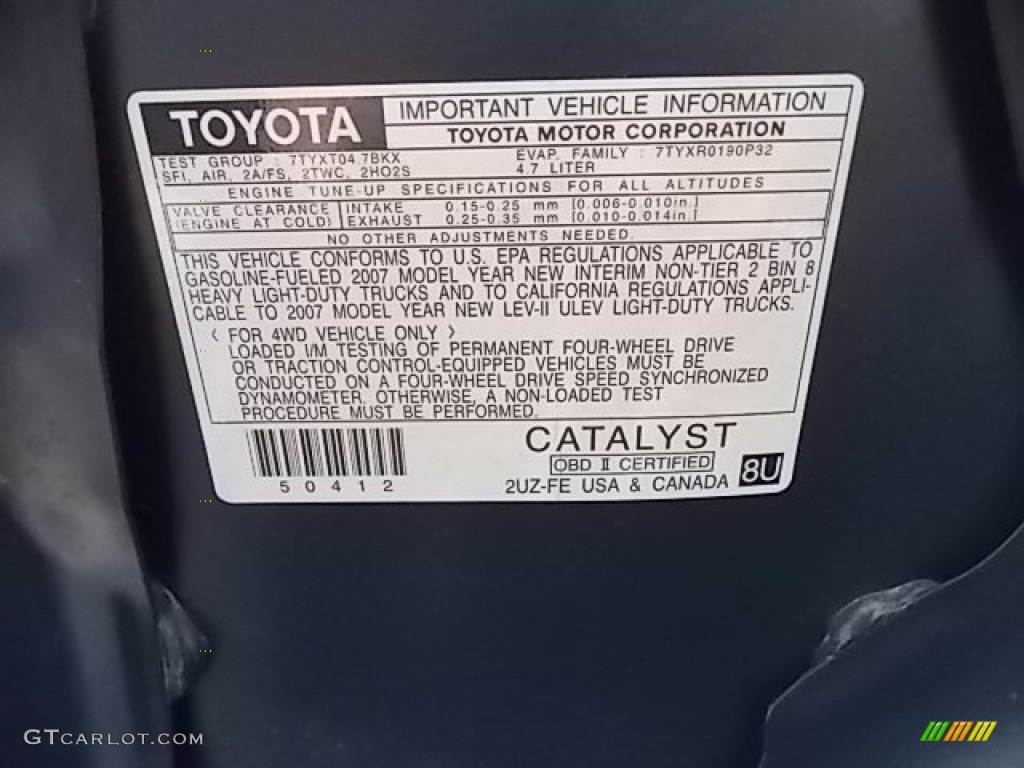 TOYOTA IMPORTANT VEHICLE INFORMATION
TOYOTA MOTOR CORPORATION
TEST GROUP : 7TYXT04.7BKX EVAP. FAMILY : 7TYXR0190P32
SFI, AIR, 2A/FS, 2TWC, 2HO2S 4.7 LITER
ENGINE TUNE-UP SPECIFICATIONS FOR ALL ALTITUDES
VALVE CLEARANCE INTAKE 0.15-0.25 mm [0.006-0.010in.]
(ENGINE AT COLD) EXHAUST 0.25-0.35 mm [0.010-0.014in.]
NO OTHER ADJUSTMENTS NEEDED.
THIS VEHICLE CONFORMS TO U.S. EPA REGULATIONS APPLICABLE TO
GASOLINE-FUELED 2007 MODEL YEAR NEW INTERIM NON-TIER 2 BIN 8
HEAVY LIGHT-DUTY TRUCKS AND TO CALIFORNIA REGULATIONS APPLI-
CABLE TO 2007 MODEL YEAR NEW LEV-II ULEV LIGHT-DUTY TRUCKS.
〈 FOR 4WD VEHICLE ONLY 〉
LOADED I/M TESTING OF PERMANENT FOUR-WHEEL DRIVE
OR TRACTION CONTROL-EQUIPPED VEHICLES MUST BE
CONDUCTED ON A FOUR-WHEEL DRIVE SPEED SYNCHRONIZED
DYNAMOMETER. OTHERWISE, A NON-LOADED TEST
PROCEDURE MUST BE PERFORMED.
CATALYST
OBD II CERTIFIED
50412 2UZ-FE USA & CANADA 8U
GTCARLOT.COM